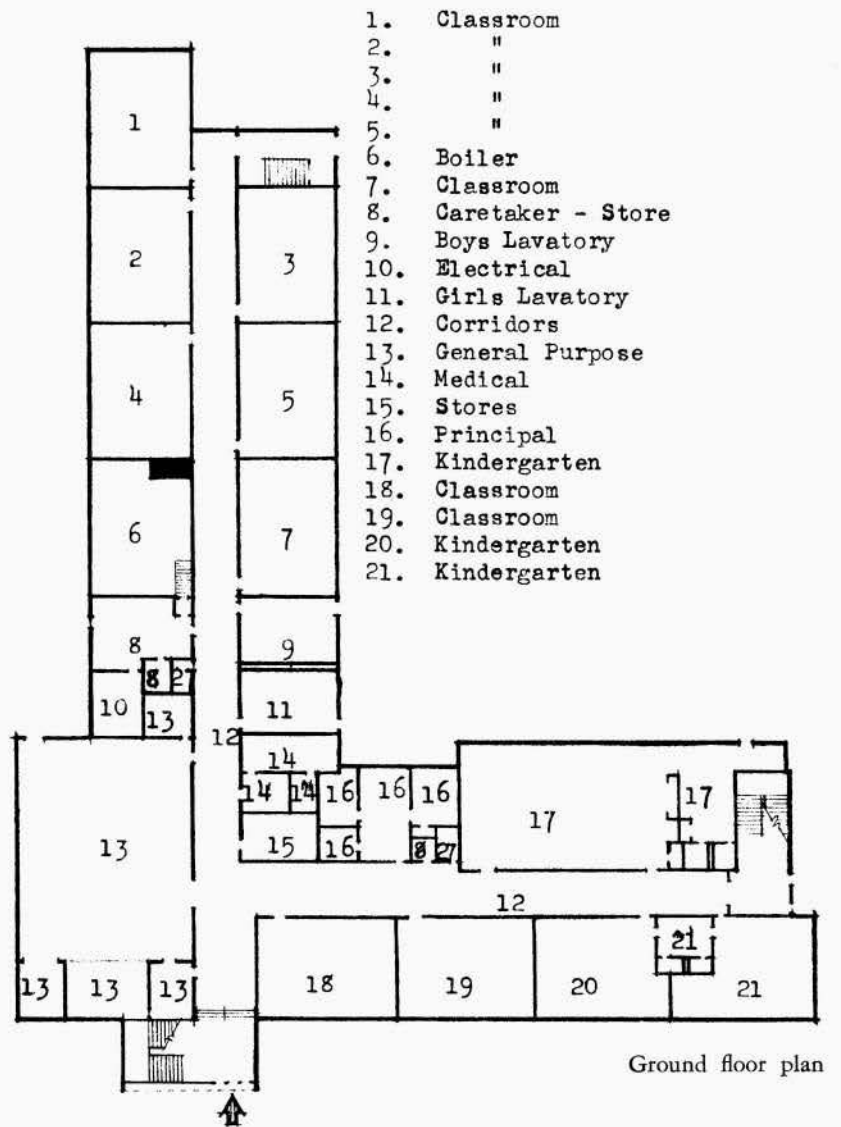 1. Classroom
2. "
3. "
4. "
5. "
6. Boiler
7. Classroom
8. Caretaker - Store
9. Boys Lavatory
10. Electrical
11. Girls Lavatory
12. Corridors
13. General Purpose
14. Medical
15. Stores
16. Principal
17. Kindergarten
18. Classroom
19. Classroom
20. Kindergarten
21. Kindergarten
1
2 3
4 5
6 7
8 9
8 27
10 13 11
12
14
14 14 16 16 16 17
13 17
15 16 8 27
12
21
13 13 13 18 19 20 21
Ground floor plan